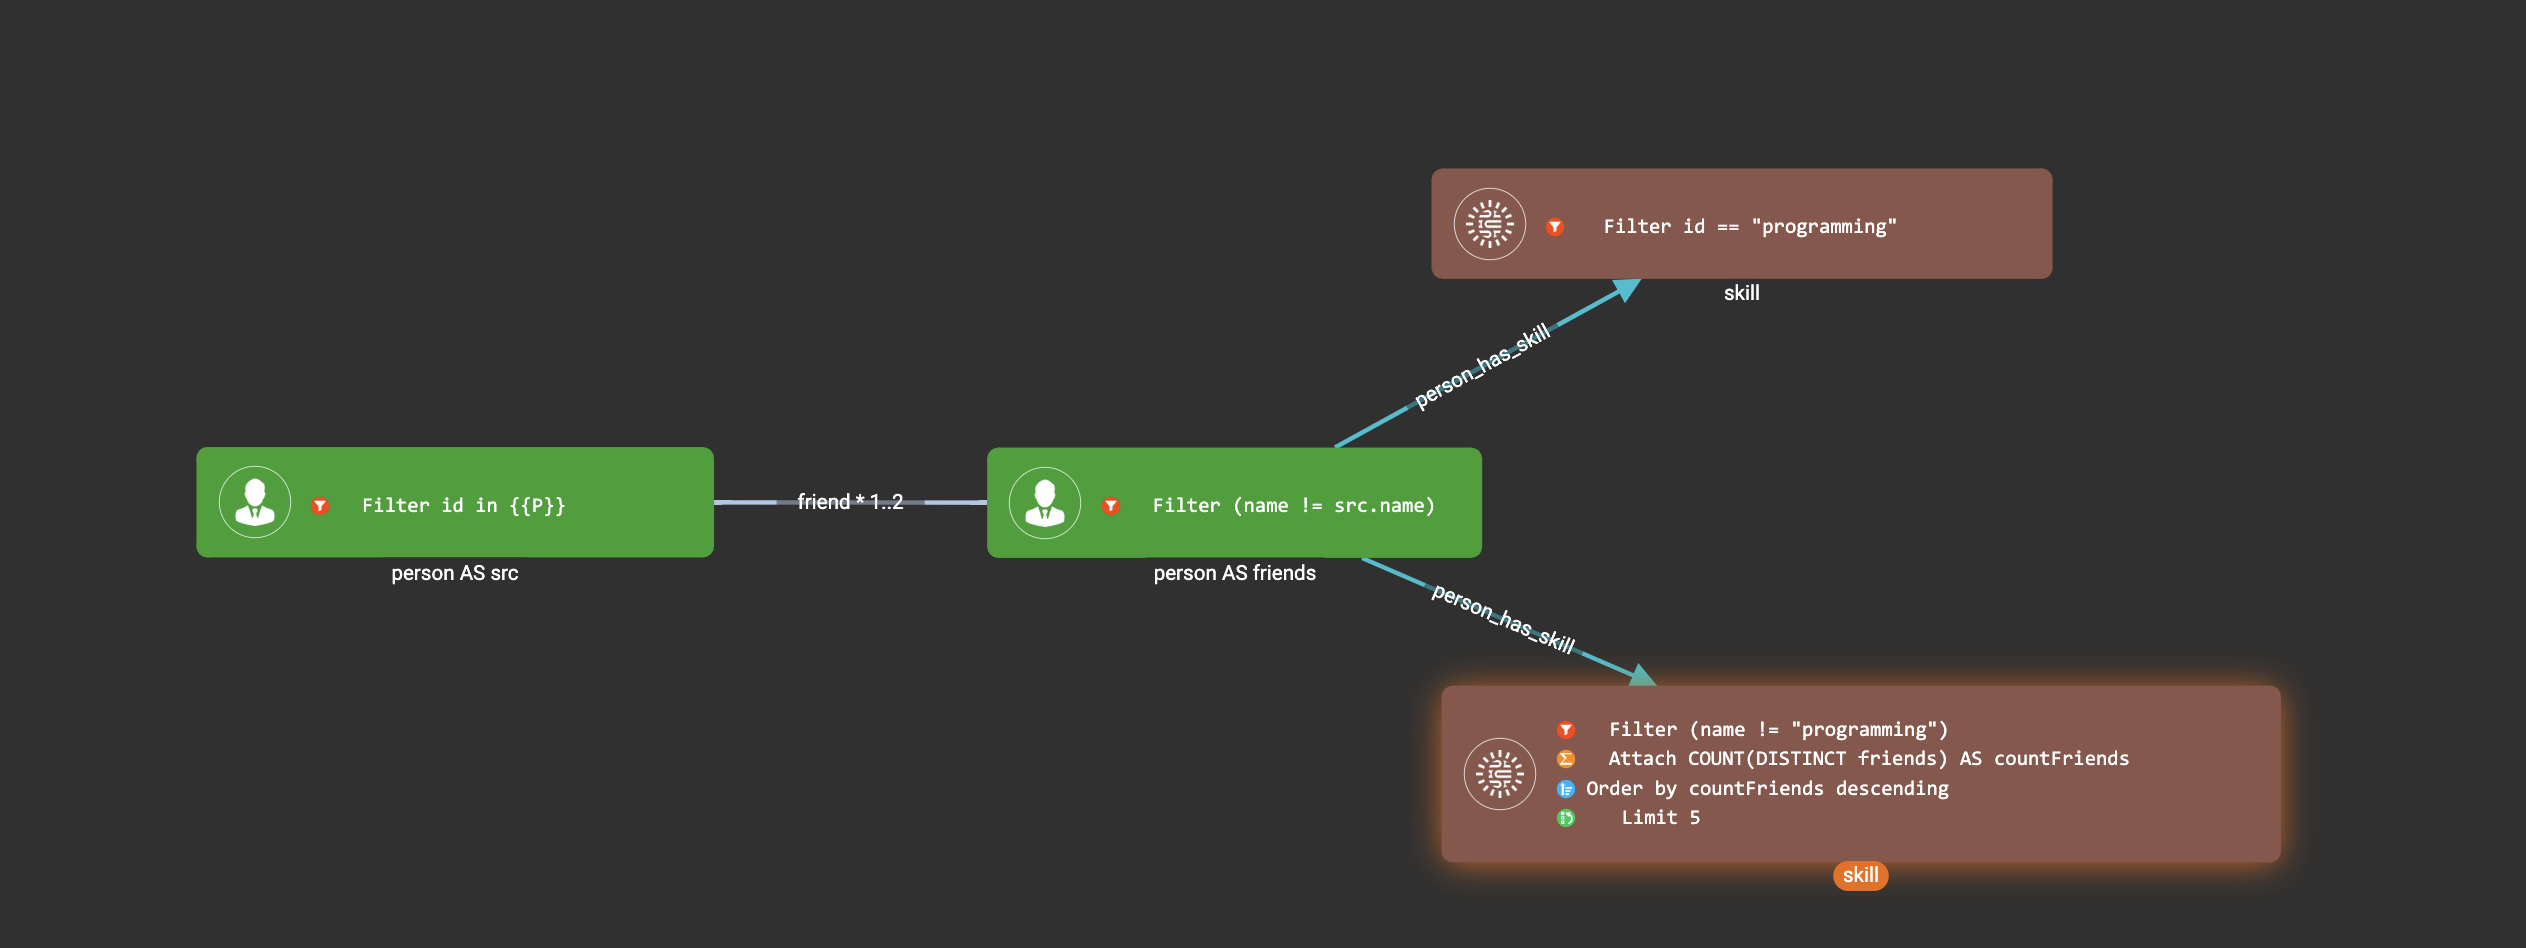 Filter id == "programming"
skill
person_has_skill
Filter id in {{P}}
person AS src
friend * 1..2
Filter (name != src.name)
person AS friends
person_has_skill
Filter (name != "programming")
Attach COUNT(DISTINCT friends) AS countFriends
Order by countFriends descending
Limit 5
skill